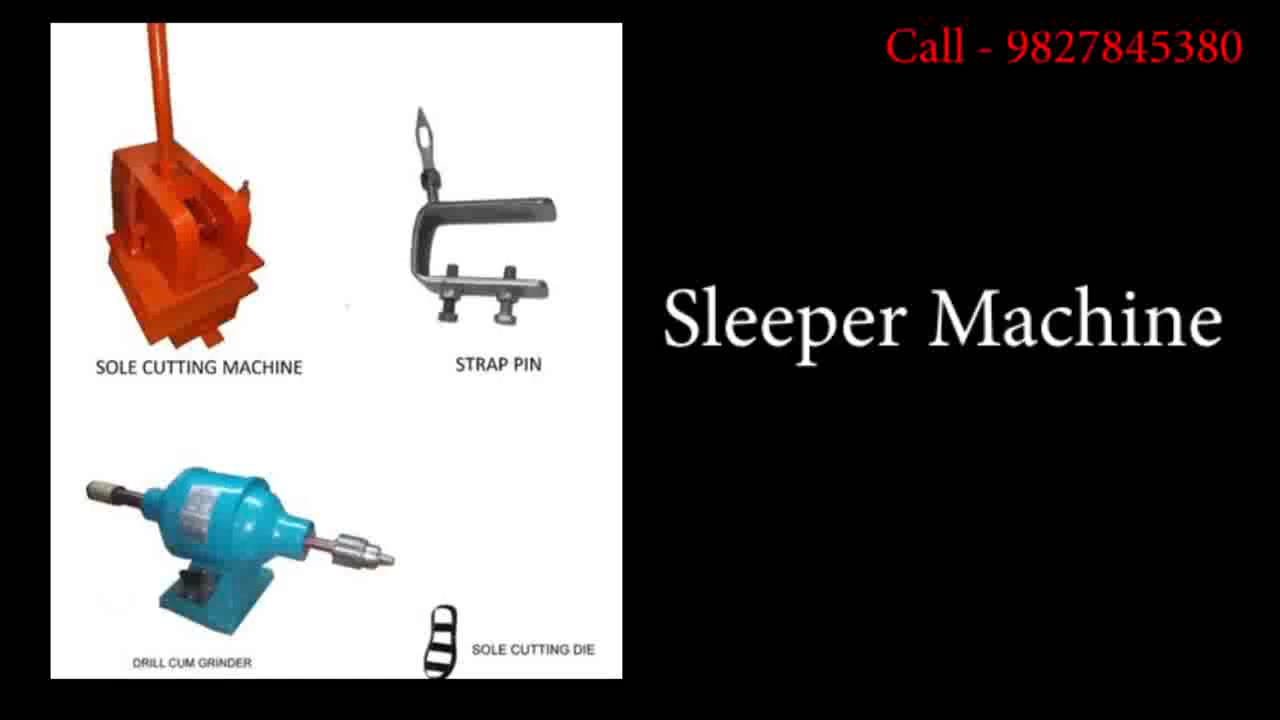 Call - 9827845380
SOLE CUTTING MACHINE
STRAP PIN
Sleeper Machine
DRILL CUM GRINDER
SOLE CUTTING DIE